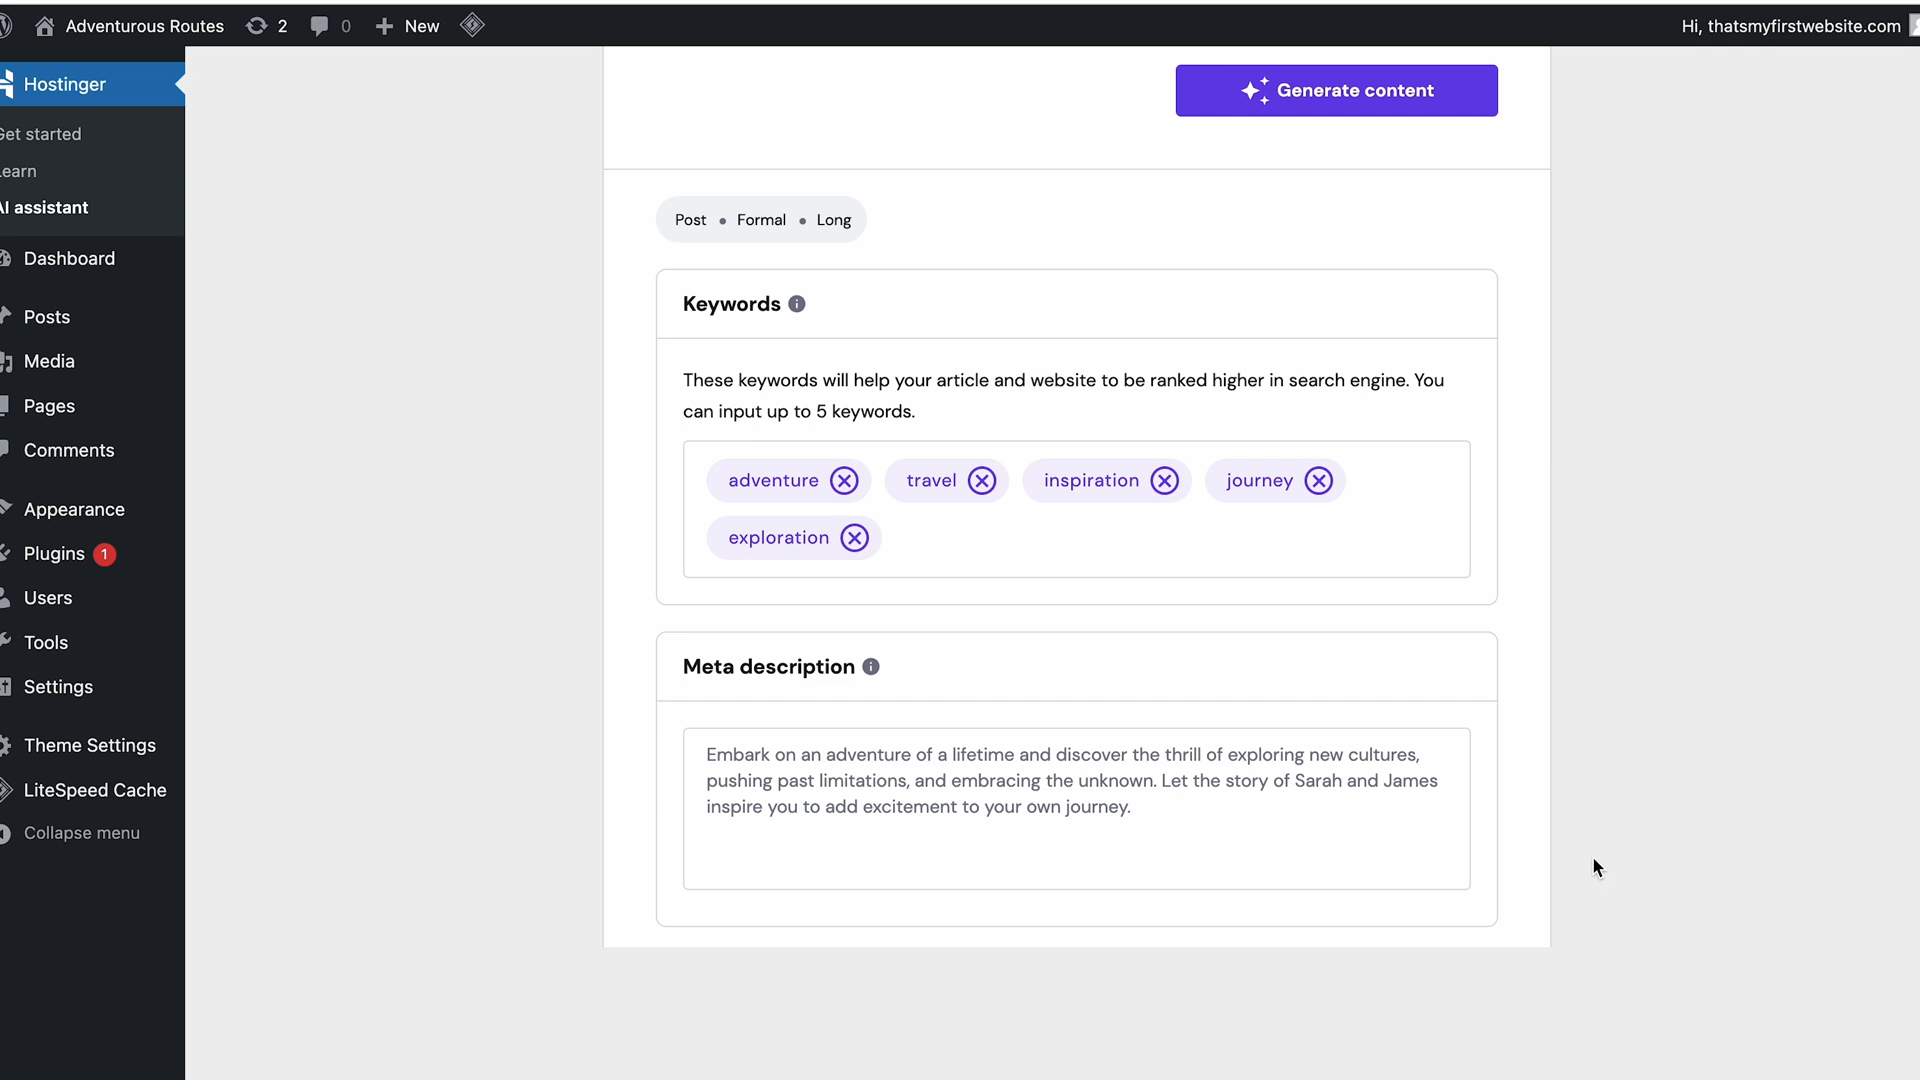 Adventurous Routes 2 0 New Hi, thatsmyfirstwebsite.com
Hostinger
Get started
Learn
AI assistant
Dashboard
Posts
Media
Pages
Comments
Appearance
Plugins 1
Users
Tools
Settings
Theme Settings
LiteSpeed Cache
Collapse menu
Generate content
Post • Formal • Long
Keywords
These keywords will help your article and website to be ranked higher in search engine. You
can input up to 5 keywords.
adventure travel inspiration journey
exploration
Meta description
Embark on an adventure of a lifetime and discover the thrill of exploring new cultures,
pushing past limitations, and embracing the unknown. Let the story of Sarah and James
inspire you to add excitement to your own journey.